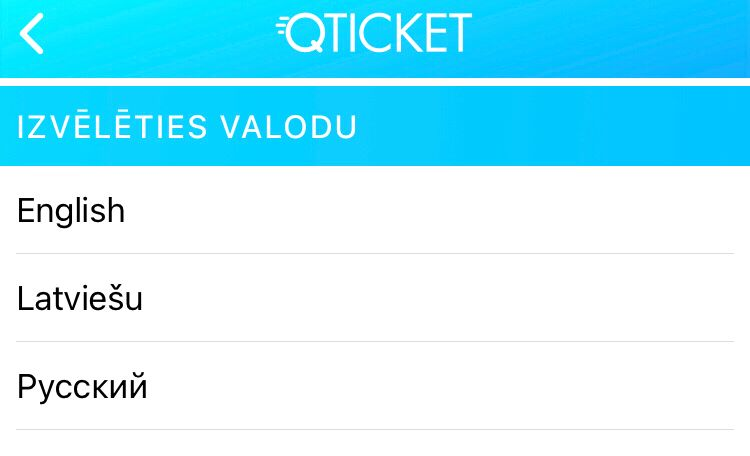 QTICKET
IZVĒLĒTIES VALODU
English
Latviešu
Русский